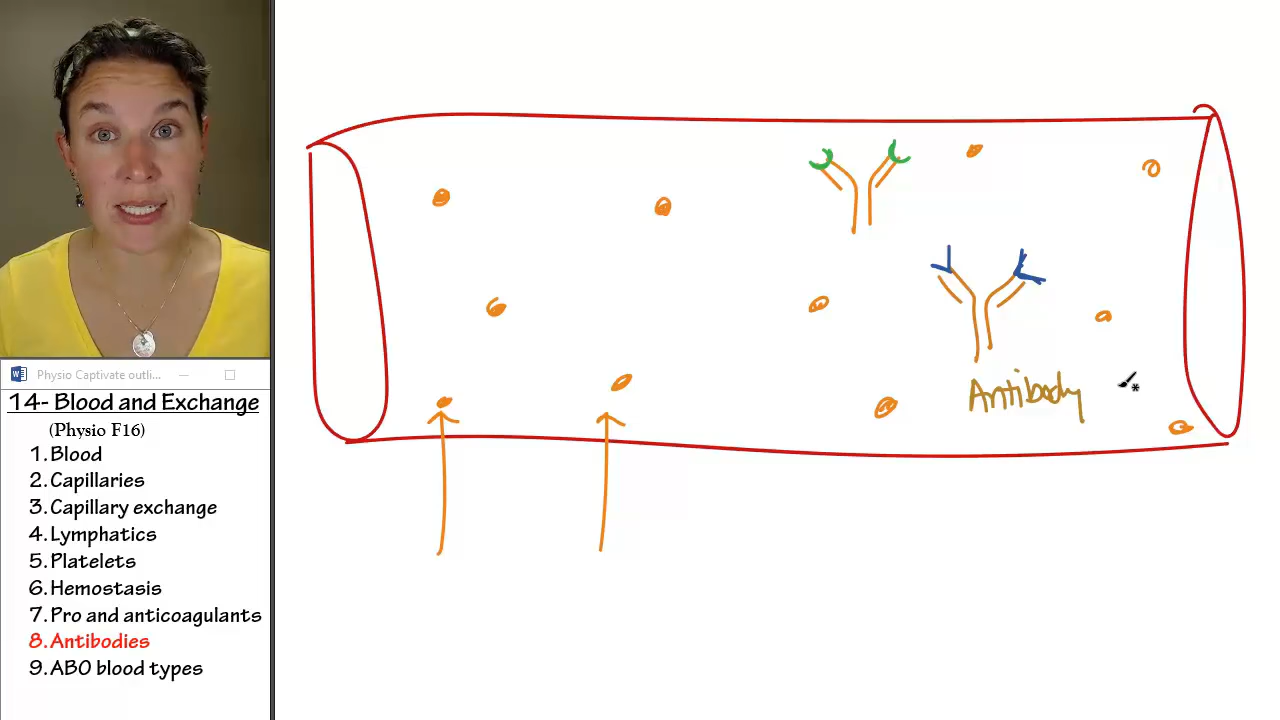 Antibody
Physio Captivate outli...
14- Blood and Exchange
(Physio F16)
1. Blood
2. Capillaries
3. Capillary exchange
4. Lymphatics
5. Platelets
6. Hemostasis
7. Pro and anticoagulants
8. Antibodies
9. ABO blood types